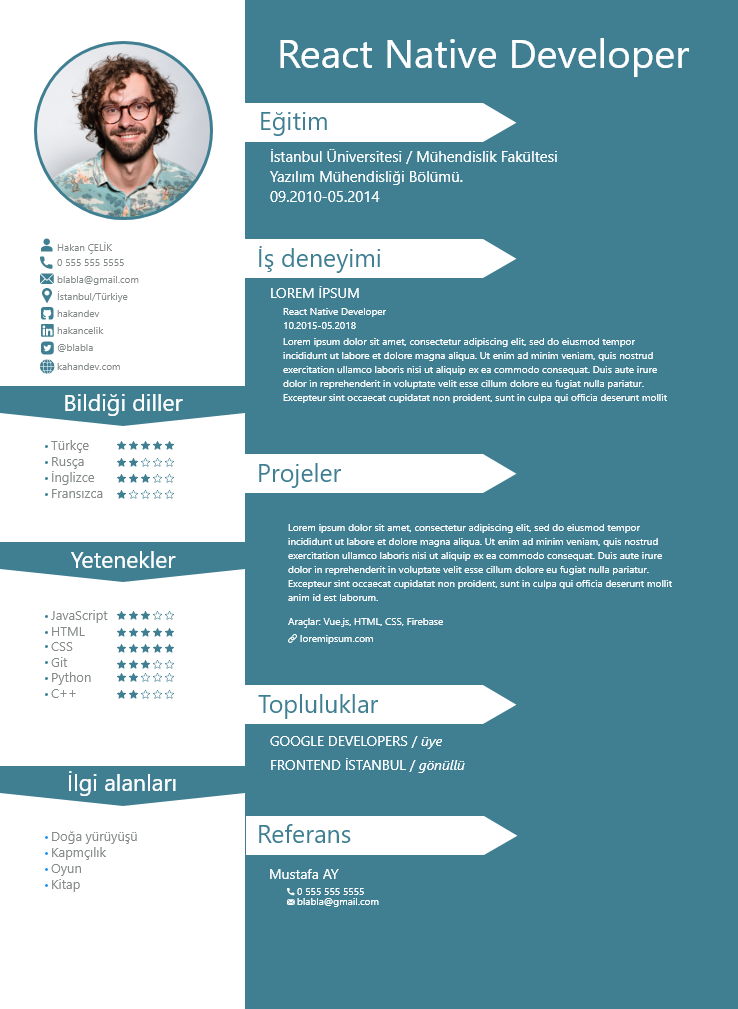 React Native Developer
Hakan ÇELİK
0 555 555 5555
blabla@gmail.com
İstanbul/Türkiye
hakandev
hakancelik
@blabla
kahandev.com
Bildiği diller
• Türkçe
• Rusça
• İnglizce
• Fransızca
Yetenekler
• JavaScript
• HTML
• CSS
• Git
• Python
• C++
İlgi alanları
• Doğa yürüyüşü
• Kapmçılık
• Oyun
• Kitap
Eğitim
İstanbul Üniversitesi / Mühendislik Fakültesi
Yazılım Mühendisliği Bölümü.
09.2010-05.2014
İş deneyimi
LOREM İPSUM
React Native Developer
10.2015-05.2018
Lorem ipsum dolor sit amet, consectetur adipiscing elit, sed do eiusmod tempor
incididunt ut labore et dolore magna aliqua. Ut enim ad minim veniam, quis nostrud
exercitation ullamco laboris nisi ut aliquip ex ea commodo consequat. Duis aute irure
dolor in reprehenderit in voluptate velit esse cillum dolore eu fugiat nulla pariatur.
Excepteur sint occaecat cupidatat non proident, sunt in culpa qui officia deserunt mollit
Projeler
Lorem ipsum dolor sit amet, consectetur adipiscing elit, sed do eiusmod tempor
incididunt ut labore et dolore magna aliqua. Ut enim ad minim veniam, quis nostrud
exercitation ullamco laboris nisi ut aliquip ex ea commodo consequat. Duis aute irure
dolor in reprehenderit in voluptate velit esse cillum dolore eu fugiat nulla pariatur.
Excepteur sint occaecat cupidatat non proident, sunt in culpa qui officia deserunt mollit
anim id est laborum.
Araçlar: Vue.js, HTML, CSS, Firebase
loremipsum.com
Topluluklar
GOOGLE DEVELOPERS / üye
FRONTEND İSTANBUL / gönüllü
Referans
Mustafa AY
0 555 555 5555
blabla@gmail.com